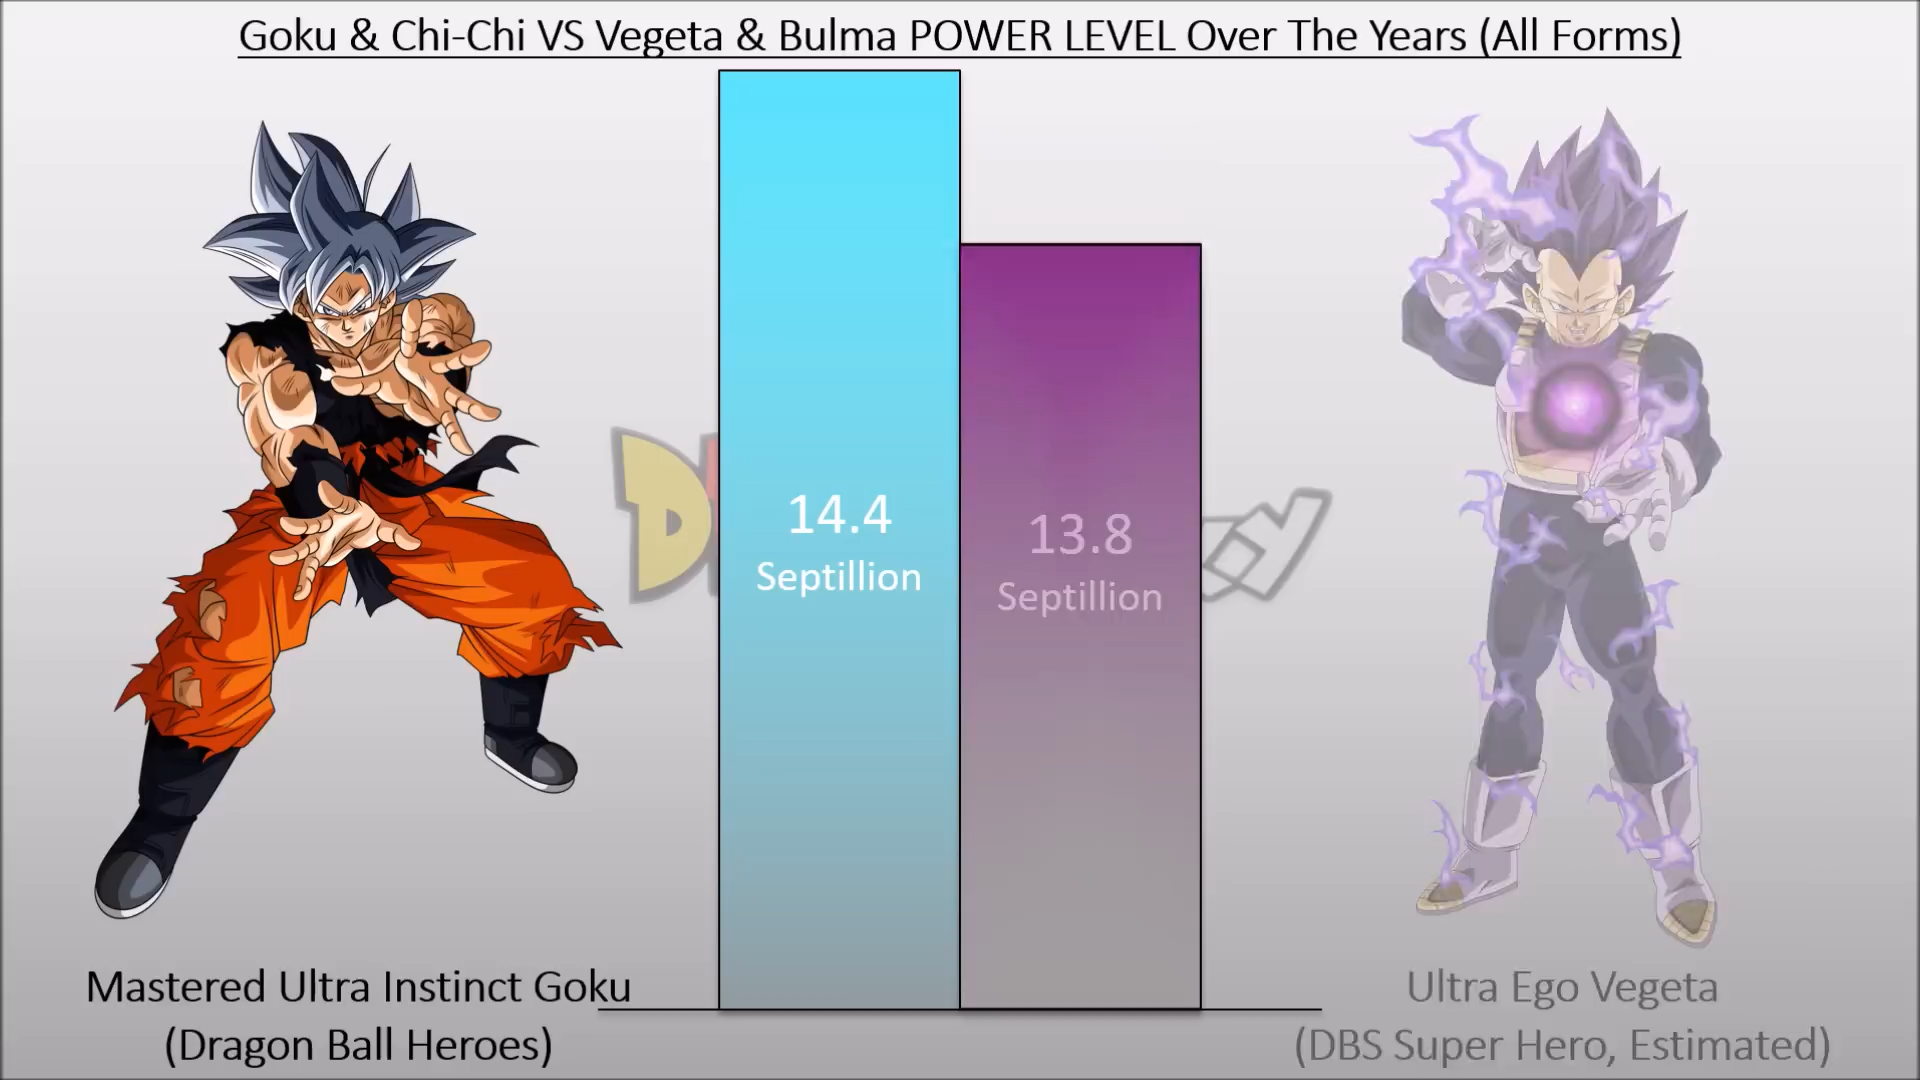 Goku & Chi-Chi VS Vegeta & Bulma POWER LEVEL Over The Years (All Forms)
14.4
Septillion
13.8
Septillion
Mastered Ultra Instinct Goku
(Dragon Ball Heroes)
Ultra Ego Vegeta
(DBS Super Hero, Estimated)